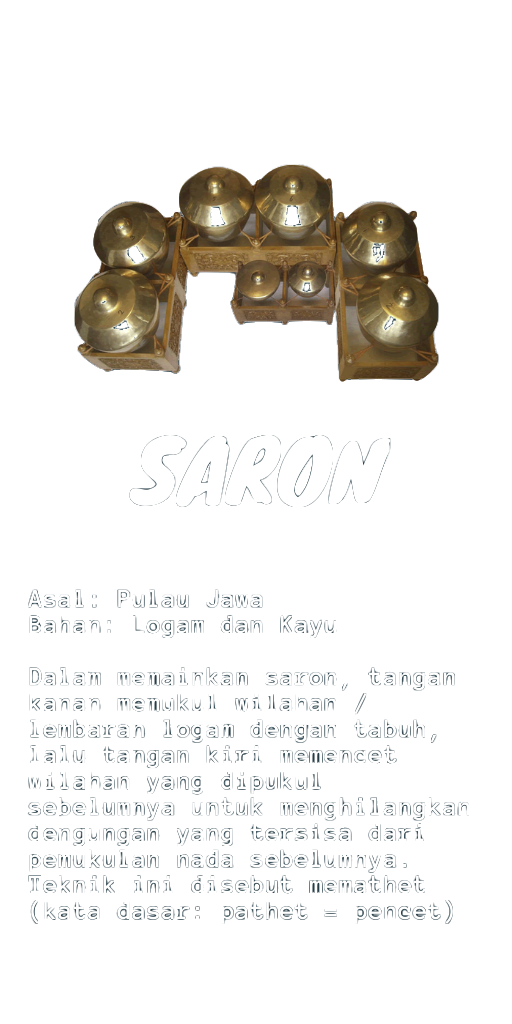 SARON
Asal: Pulau Jawa
Bahan: Logam dan Kayu
Dalam memainkan saron, tangan
kanan memukul wilahan /
lembaran logam dengan tabuh,
lalu tangan kiri memencet
wilahan yang dipukul
sebelumnya untuk menghilangkan
dengungan yang tersisa dari
pemukulan nada sebelumnya.
Teknik ini disebut memathet
(kata dasar: pathet = pencet)